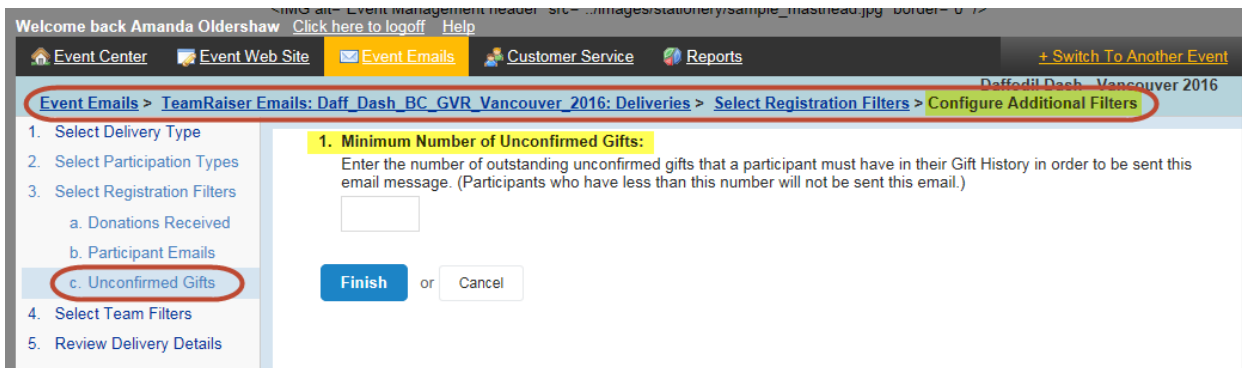 <IMG alt="Event Management header" src="../images/stationery/sample_masthead.jpg" border="0" />
Welcome back Amanda Oldershaw Click here to logoff Help
Event Center Event Web Site Event Emails Customer Service Reports + Switch To Another Event
Daffodil Dash - Vancouver 2016
Event Emails > TeamRaiser Emails: Daff_Dash_BC_GVR_Vancouver_2016: Deliveries > Select Registration Filters > Configure Additional Filters
1. Select Delivery Type
2. Select Participation Types
3. Select Registration Filters
a. Donations Received
b. Participant Emails
c. Unconfirmed Gifts
4. Select Team Filters
5. Review Delivery Details
1. Minimum Number of Unconfirmed Gifts:
Enter the number of outstanding unconfirmed gifts that a participant must have in their Gift History in order to be sent this
email message. (Participants who have less than this number will not be sent this email.)
Finish or Cancel